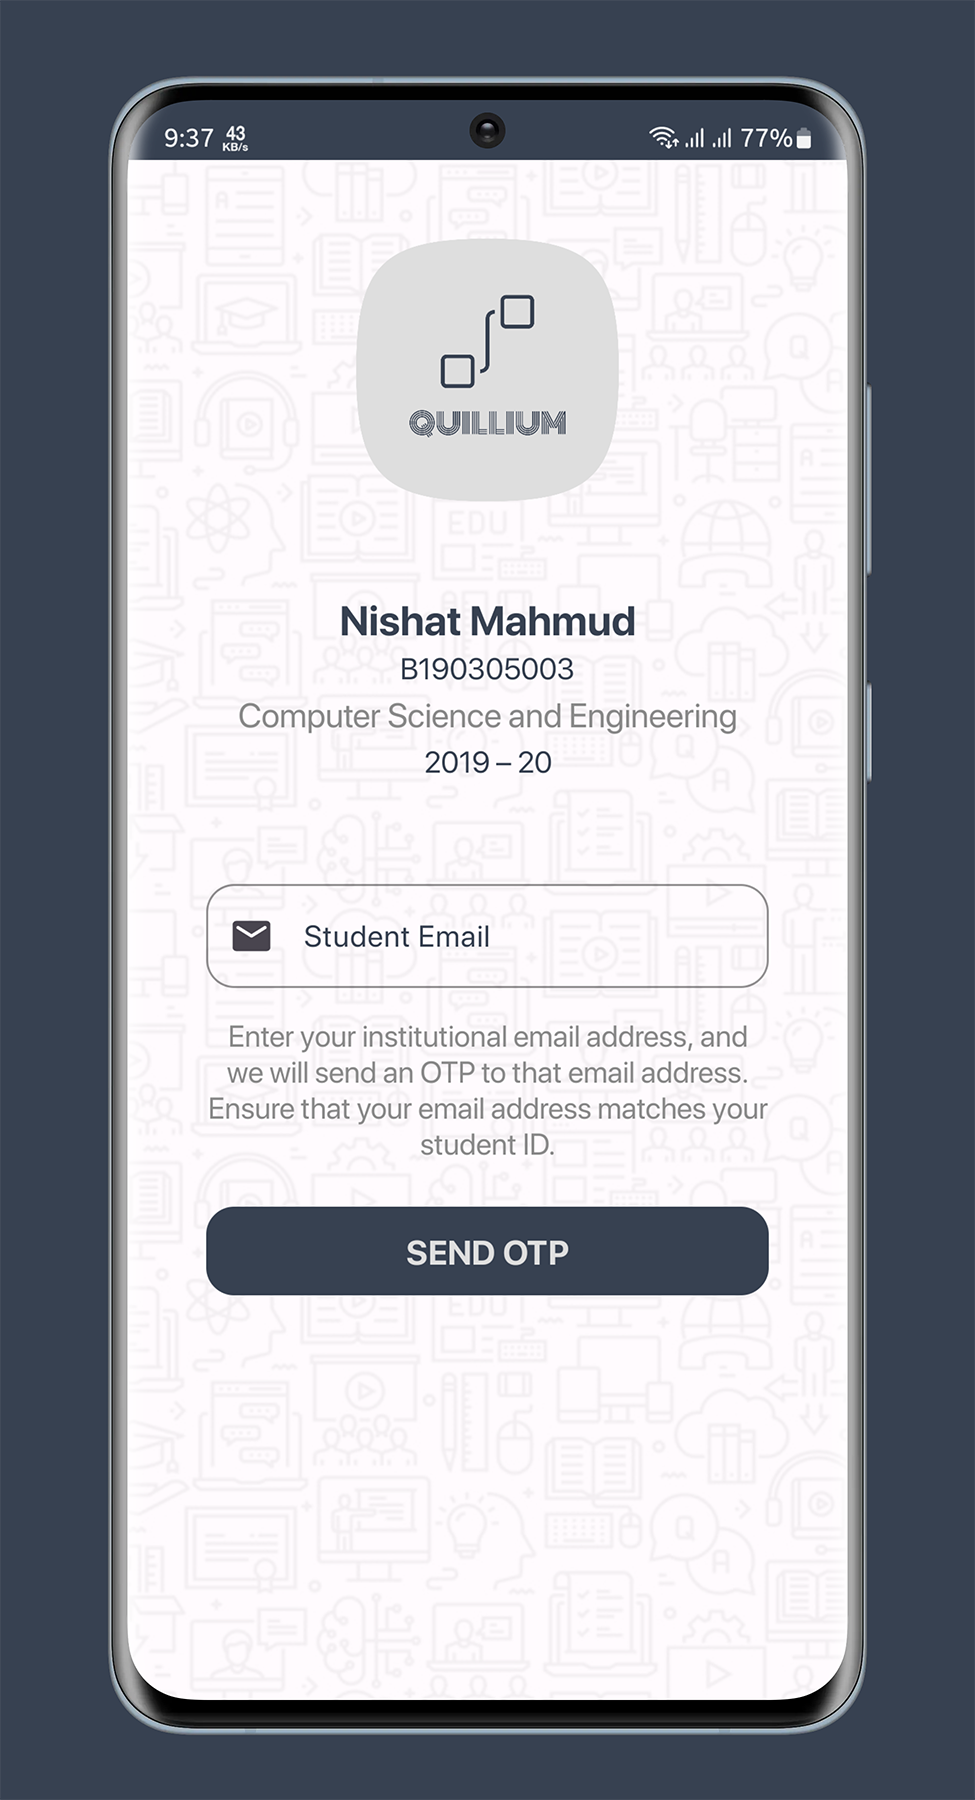 9:37 43 KB/s 77%
QUILLIUM
EDU
Nishat Mahmud
B190305003
Computer Science and Engineering
2019 – 20
Student Email
Enter your institutional email address, and
we will send an OTP to that email address.
Ensure that your email address matches your
student ID.
SEND OTP
EDU